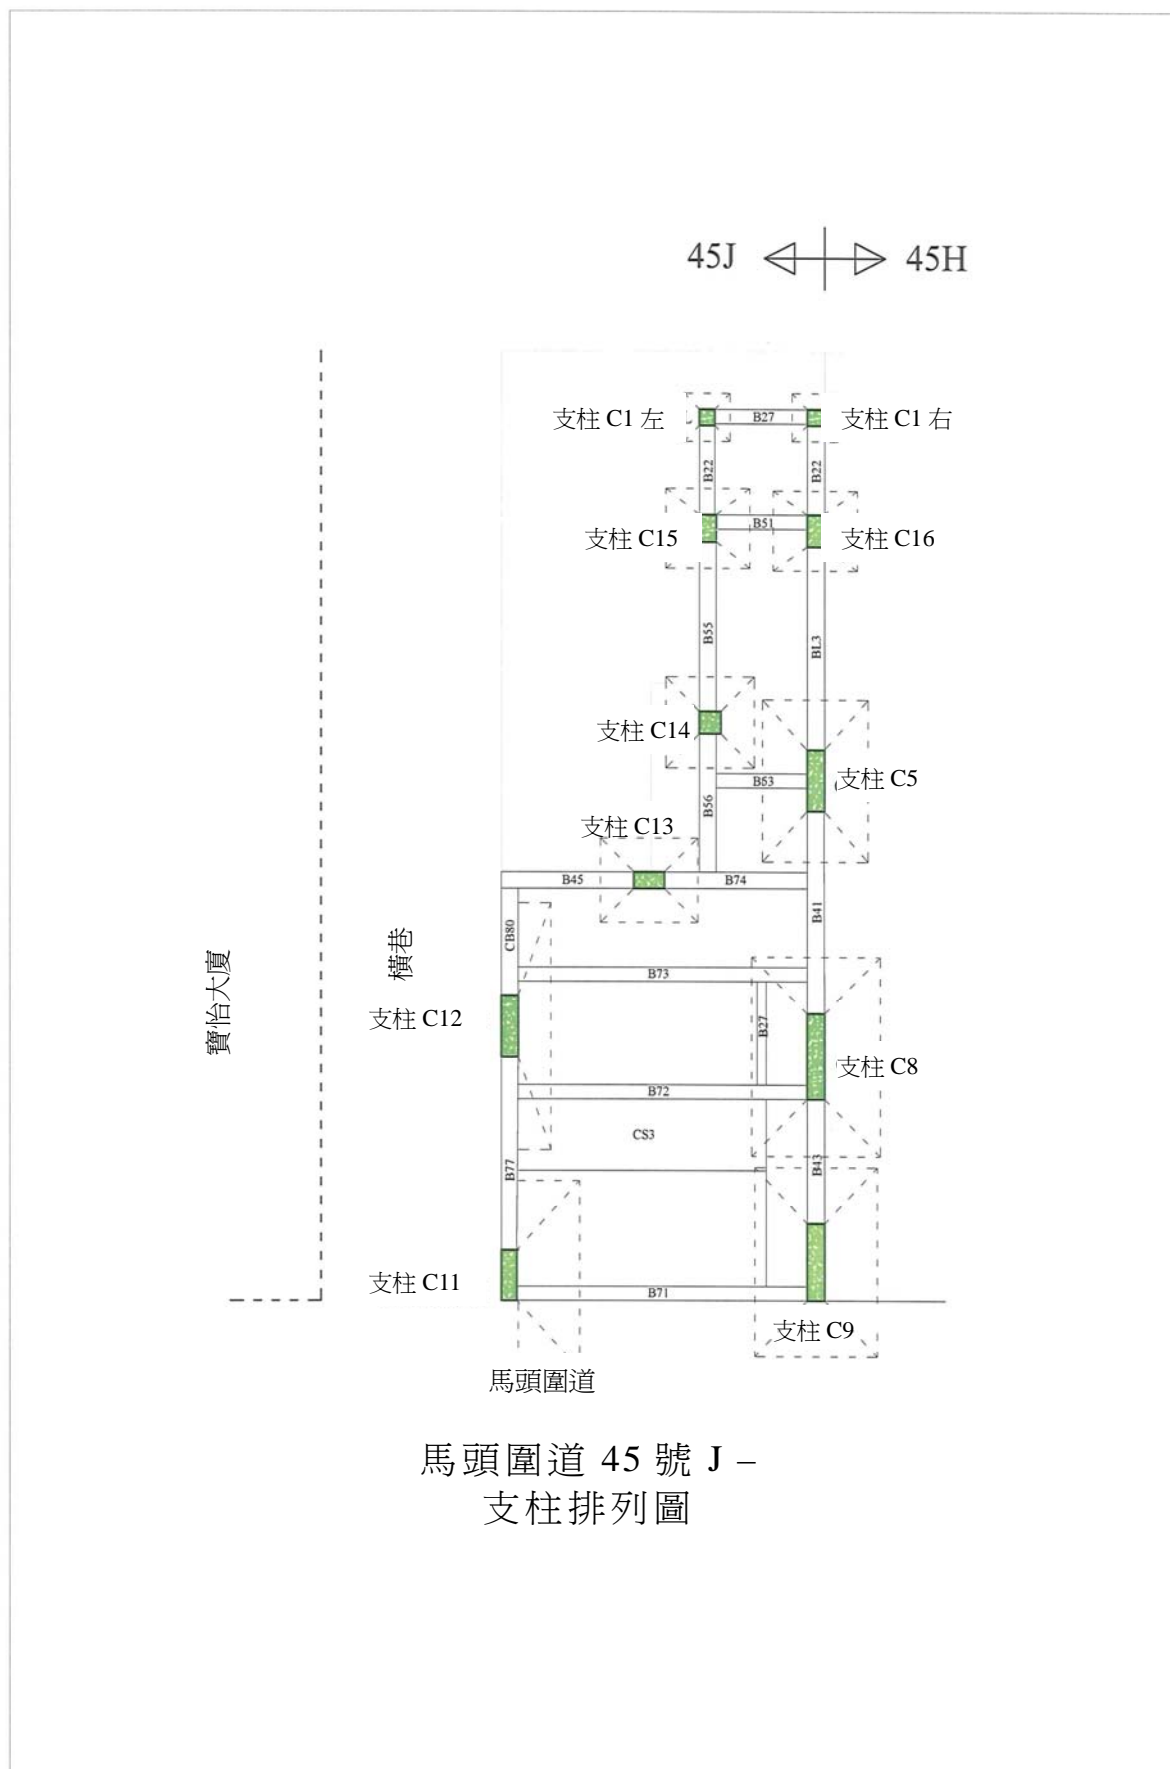 45J 45H
支柱 C1 左
B27
支柱 C1 右
B22
B22
支柱 C15
B51
支柱 C16
B55
BL3
支柱 C14
支柱 C5
B53
B56
支柱 C13
B45
B74
B41
CB80
橫巷
寶怡大廈
B73
支柱 C12
B27
支柱 C8
B72
CS3
B77
B43
支柱 C11
B71
支柱 C9
馬頭圍道
馬頭圍道 45 號 J –
支柱排列圖